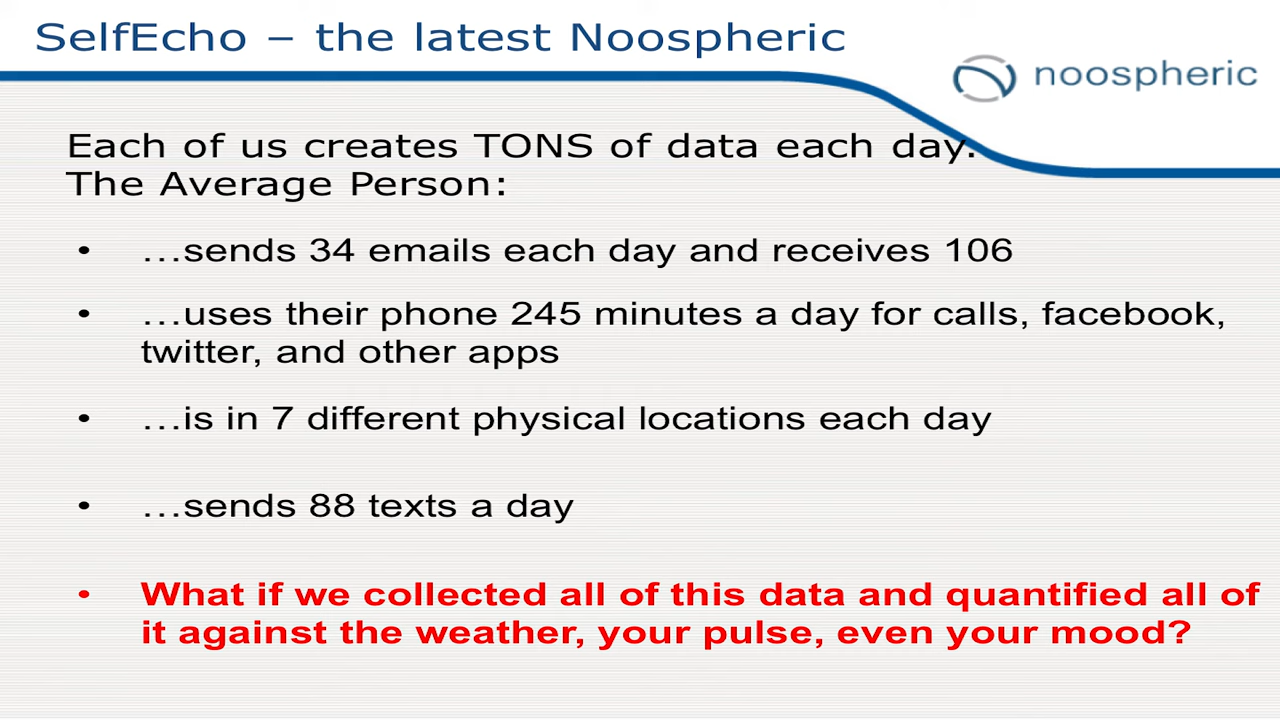 SelfEcho – the latest Noospheric
noospheric
Each of us creates TONS of data each day.
The Average Person:
• …sends 34 emails each day and receives 106
• …uses their phone 245 minutes a day for calls, facebook,
twitter, and other apps
• …is in 7 different physical locations each day
• …sends 88 texts a day
• What if we collected all of this data and quantified all of
it against the weather, your pulse, even your mood?